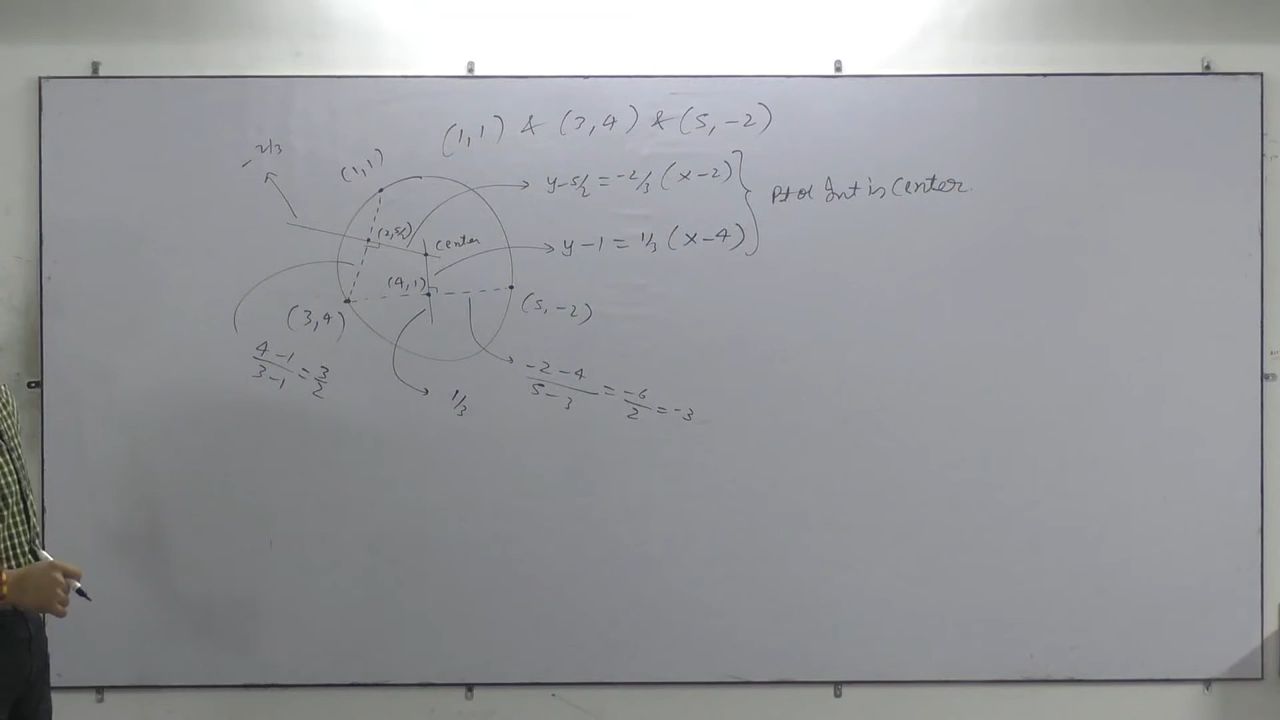 (1,1) & (3,4) & (5,-2)
-2/3
(1,1)
y-5/2 = -2/3 (x-2)
Pt of Int is Center.
(2,5/2)
center
y-1 = 1/3 (x-4)
(4,1)
(3,4)
(5,-2)
4-1/3-1 = 3/2
1/3
-2-4/5-3 = -6/2 = -3